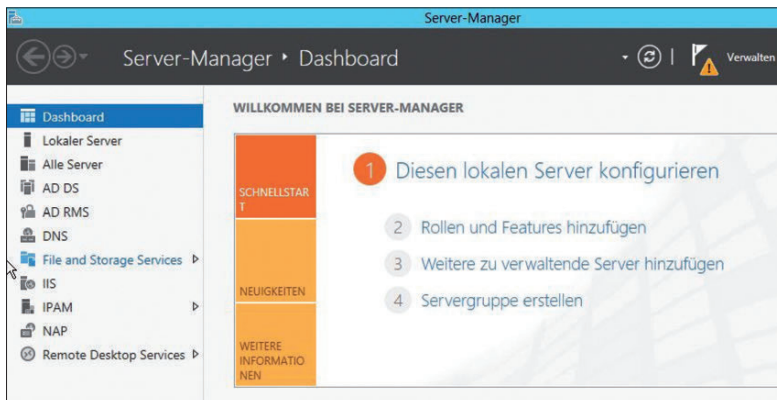 Server-Manager
Server-Manager • Dashboard
Verwalten
Dashboard
Lokaler Server
Alle Server
AD DS
AD RMS
DNS
File and Storage Services
IIS
IPAM
NAP
Remote Desktop Services
WILLKOMMEN BEI SERVER-MANAGER
SCHNELLSTAR
T
NEUIGKEITEN
WEITERE
INFORMATIO
NEN
1 Diesen lokalen Server konfigurieren
2 Rollen und Features hinzufügen
3 Weitere zu verwaltende Server hinzufügen
4 Servergruppe erstellen